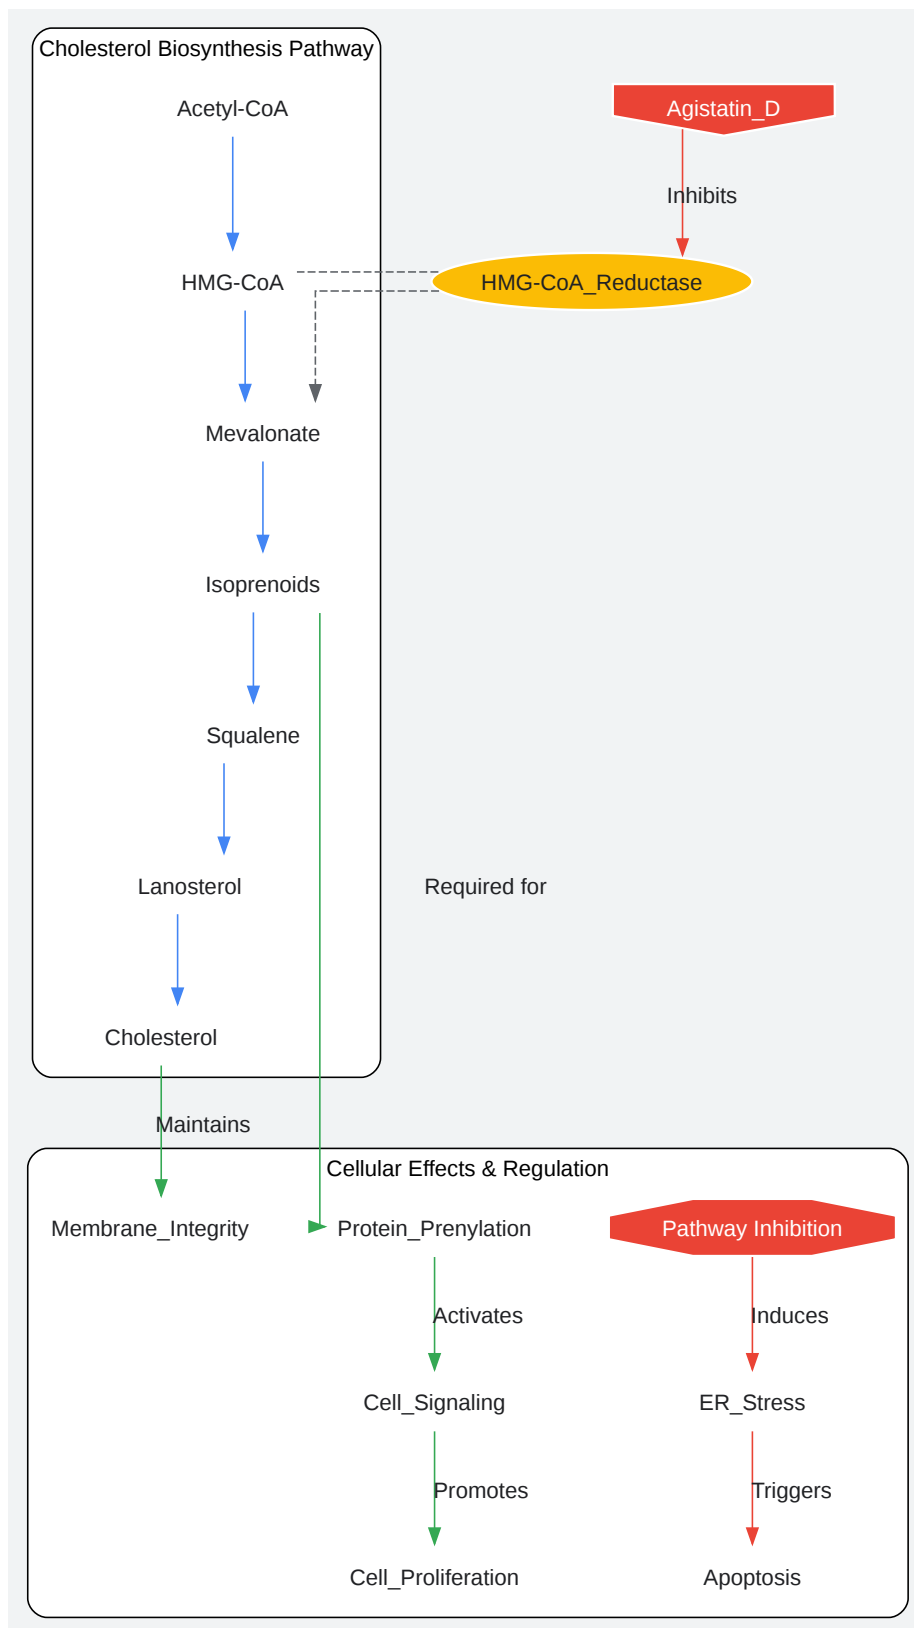 Cholesterol Biosynthesis Pathway
Acetyl-CoA
Agistatin_D
Inhibits
HMG-CoA
HMG-CoA_Reductase
Mevalonate
Isoprenoids
Squalene
Lanosterol
Required for
Cholesterol
Maintains
Cellular Effects & Regulation
Membrane_Integrity
Protein_Prenylation
Pathway Inhibition
Activates
Induces
Cell_Signaling
ER_Stress
Promotes
Triggers
Cell_Proliferation
Apoptosis